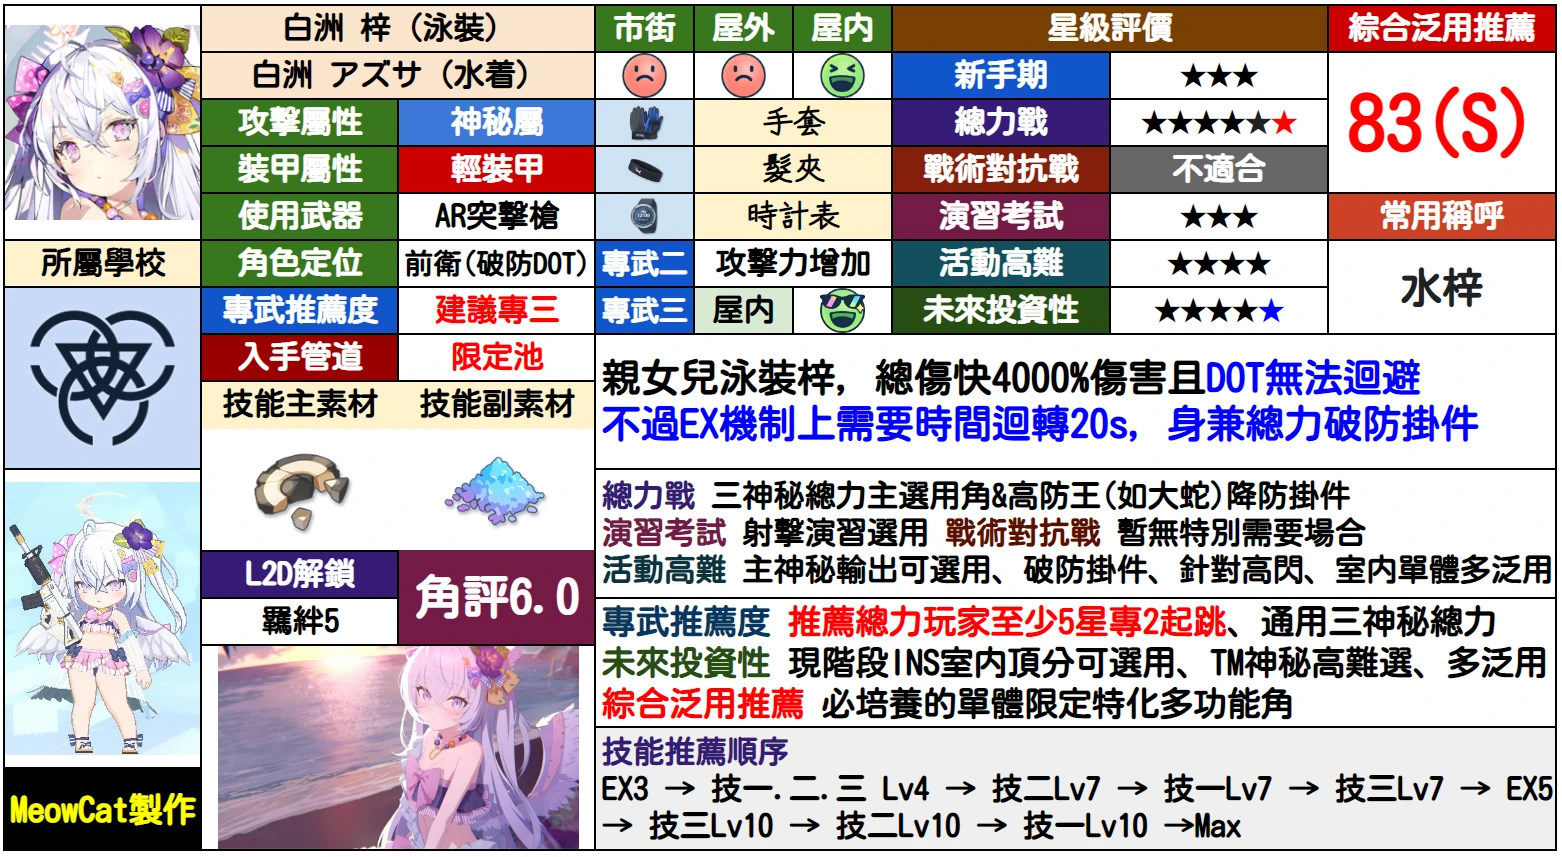 白洲 梓（泳裝）
白洲 アズサ（水着）
市街 屋外 屋内
星級評價
綜合泛用推薦
新手期 ★★★
83(S)
攻擊屬性 神秘屬
手套
總力戰 ★★★★★★
裝甲屬性 輕裝甲
髮夾
戰術對抗戰 不適合
使用武器 AR突擊槍
時計表
演習考試 ★★★
常用稱呼
所屬學校
角色定位 前衛(破防DOT)
專武二 攻擊力增加
活動高難 ★★★★
水梓
專武推薦度 建議專三
專武三 屋内
未來投資性 ★★★★★
入手管道 限定池
技能主素材 技能副素材
親女兒泳裝梓, 總傷快4000%傷害且DOT無法迴避
不過EX機制上需要時間迴轉20s, 身兼總力破防掛件
總力戰 三神秘總力主選用角&高防王(如大蛇)降防掛件
演習考試 射擊演習選用 戰術對抗戰 暫無特別需要場合
活動高難 主神秘輸出可選用、破防掛件、針對高閃、室内單體多泛用
L2D解鎖
羈絆5
角評6.0
專武推薦度 推薦總力玩家至少5星專2起跳、通用三神秘總力
未來投資性 現階段INS室内頂分可選用、TM神秘高難選、多泛用
綜合泛用推薦 必培養的單體限定特化多功能角
技能推薦順序
EX3 → 技一.二.三 Lv4 → 技二Lv7 → 技一Lv7 → 技三Lv7 → EX5
→ 技三Lv10 → 技二Lv10 → 技一Lv10 →Max
MeowCat製作